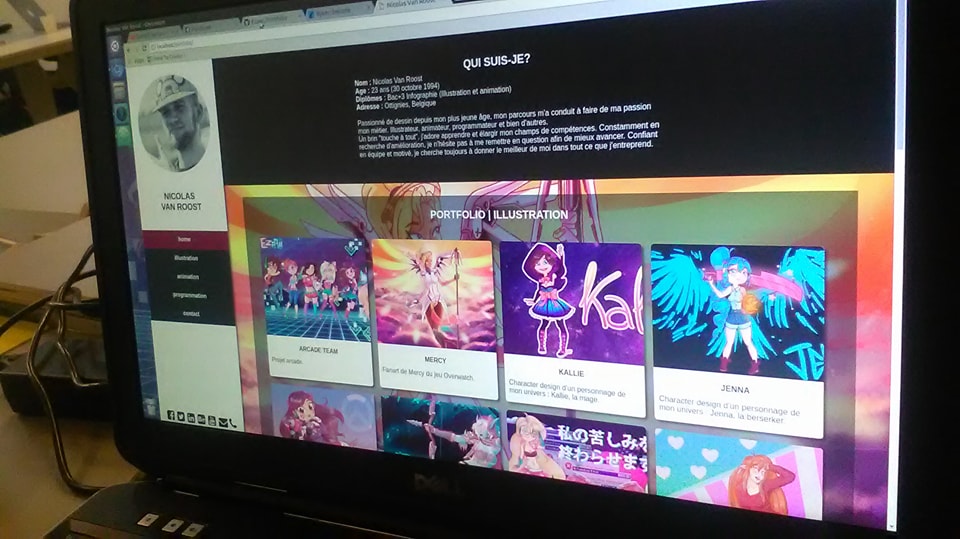 Nicolas Van Roost
localhost/portfolio/
QUI SUIS-JE?
Nom : Nicolas Van Roost
Age : 23 ans (30 octobre 1994)
Diplômes : Bac+3 Infographie (Illustration et animation)
Adresse : Ottignies, Belgique
Passionné de dessin depuis mon plus jeune âge, mon parcours m'a conduit à faire de ma passion
mon métier. Illustrateur, animateur, programmateur et bien d'autres.
Un brin "touche à tout", j'adore apprendre et élargir mon champs de compétences. Constamment en
recherche d'amélioration, je n'hésite pas à me remettre en question afin de mieux avancer. Confiant
en équipe et motivé, je cherche toujours à donner le meilleur de moi dans tout ce que j'entreprend.
NICOLAS
VAN ROOST
home
illustration
animation
programmation
contact
PORTFOLIO | ILLUSTRATION
Kal
ARCADE TEAM
Projet arcade.
MERCY
Fanart de Mercy du jeu Overwatch.
KALLIE
Character design d'un personnage de
mon univers : Kallie, la mage.
JENNA
Character design d'un personnage de
mon univers : Jenna, la berserker.
私の苦しみを
終わらせます
DELL